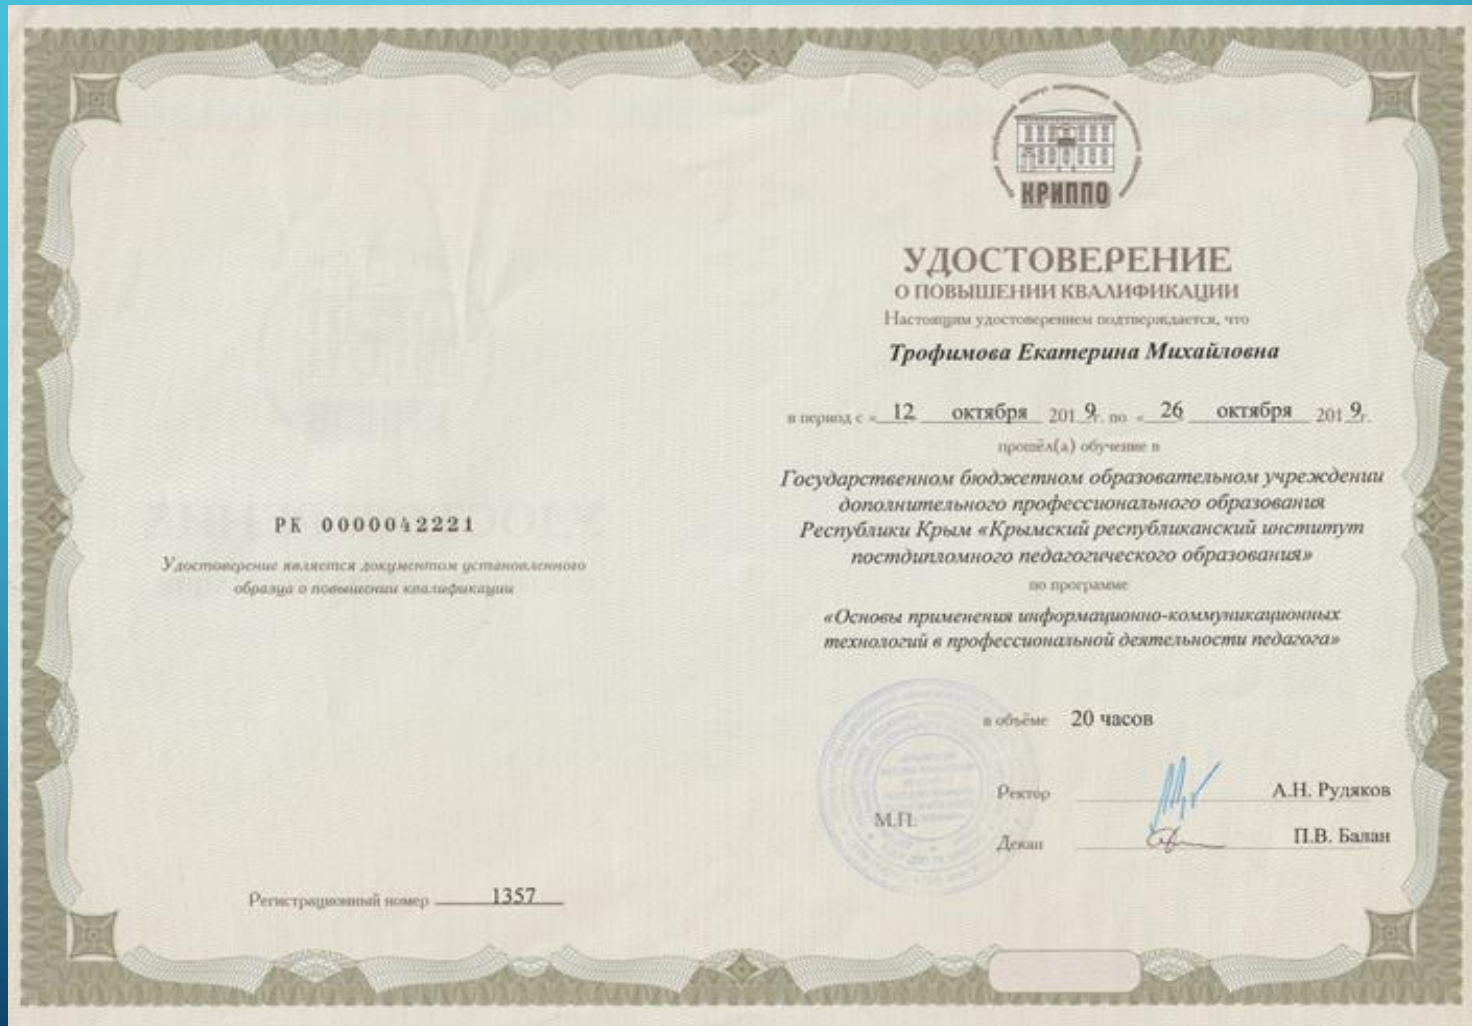 РК 0000042221
Удостоверение является документом установленного
образца о повышении квалификации
Регистрационный номер 1357
КРИППО
УДОСТОВЕРЕНИЕ
О ПОВЫШЕНИИ КВАЛИФИКАЦИИ
Настоящим удостоверением подтверждается, что
Трофимова Екатерина Михайловна
в период с « 12 октября 2019г. по « 26 октября 2019г.
прошёл(а) обучение в
Государственном бюджетном образовательном учреждении
дополнительного профессионального образования
Республики Крым «Крымский республиканский институт
постдипломного педагогического образования»
по программе
«Основы применения информационно-коммуникационных
технологий в профессиональной деятельности педагога»
в объёме 20 часов
Ректор А.Н. Рудяков
М.П.
Декан П.В. Балан